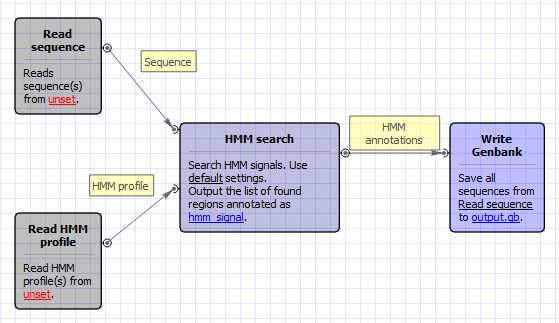 Read
sequence
Reads
sequence(s)
from unset.
Sequence
HMM search
Search HMM signals. Use
default settings.
Output the list of found
regions annotated as
hmm_signal.
HMM
annotations
Write
Genbank
Save all
sequences from
Read sequence
to output.gb.
HMM profile
Read HMM
profile
Read HMM
profile(s) from
unset.